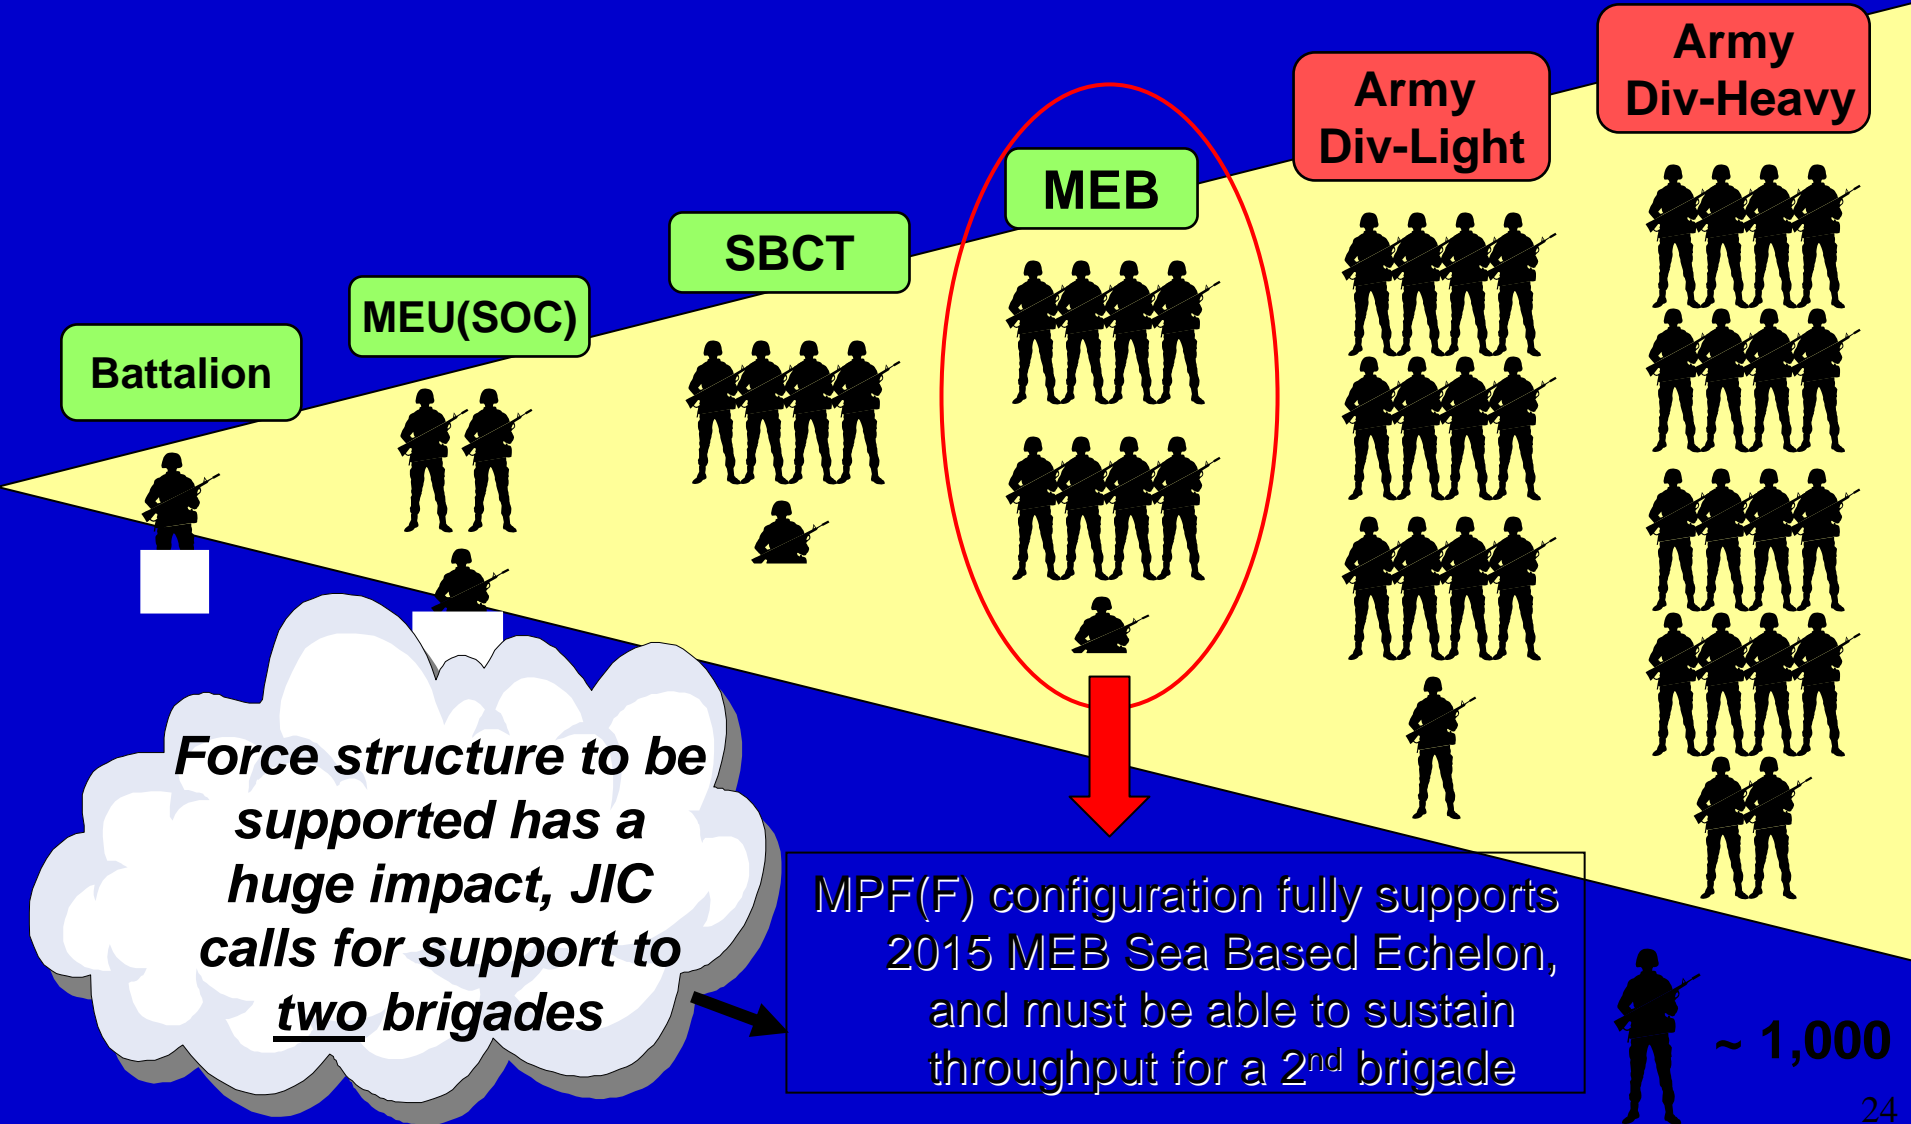 Army
Div-Heavy
Army
Div-Light
MEB
SBCT
MEU(SOC)
Battalion
Force structure to be
supported has a
huge impact, JIC
calls for support to
two brigades
MPF(F) configuration fully supports
2015 MEB Sea Based Echelon,
and must be able to sustain
throughput for a 2nd brigade
~ 1,000
24